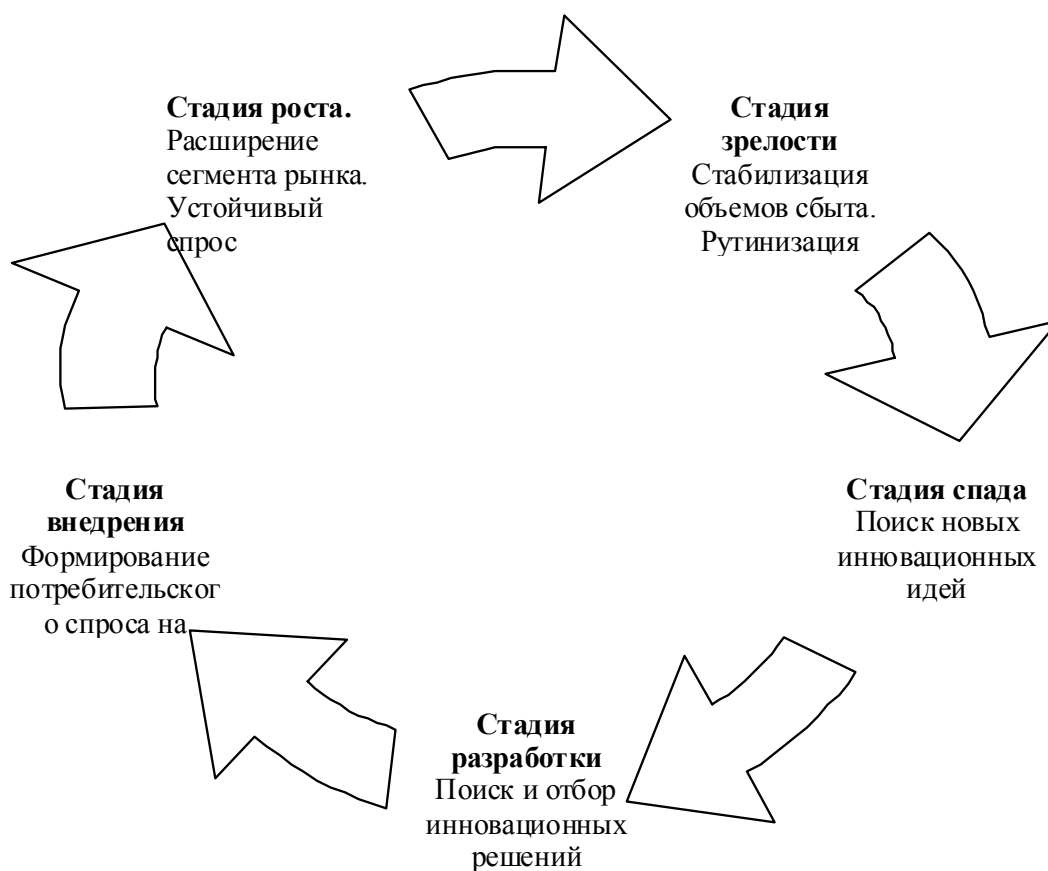 Стадия роста.
Расширение
сегмента рынка.
Устойчивый
спрос
Стадия
зрелости
Стабилизация
объемов сбыта.
Рутинизация
Стадия спада
Поиск новых
инновационных
идей
Стадия
разработки
Поиск и отбор
инновационных
решений
Стадия
внедрения
Формирование
потребительског
о спроса на